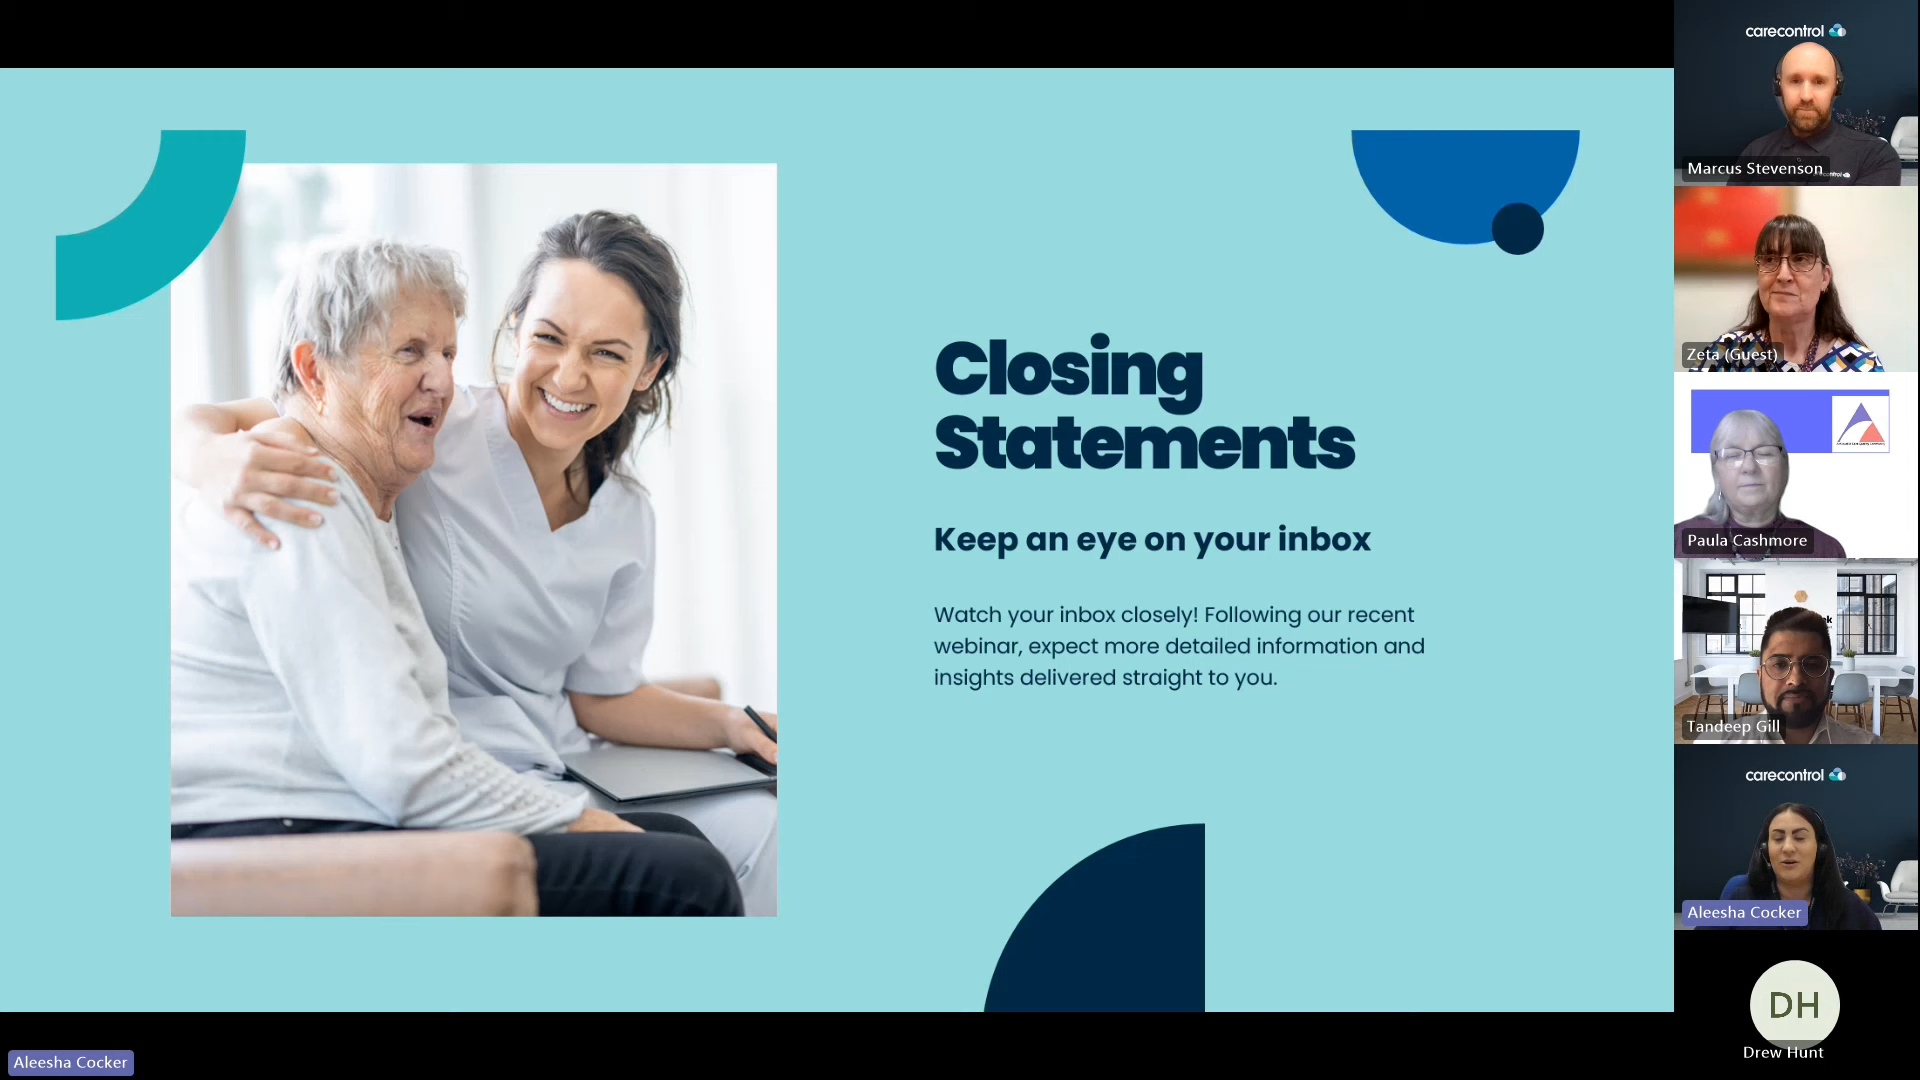 Closing
Statements
Keep an eye on your inbox
Watch your inbox closely! Following our recent
webinar, expect more detailed information and
insights delivered straight to you.
Aleesha Cocker
carecontrol
Marcus Stevenson
Zeta (Guest)
Paula Cashmore
Tandeep Gill
carecontrol
Aleesha Cocker
DH
Drew Hunt